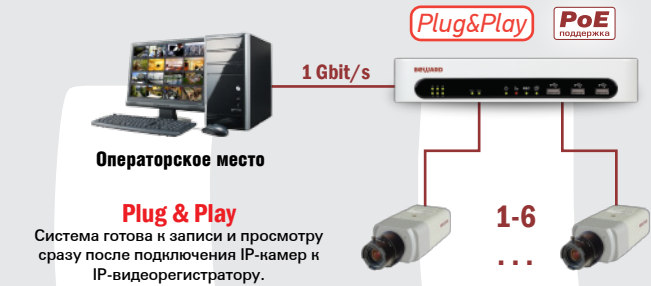 Plug&Play
PoE
поддержка
1 Gbit/s
BEWARD
Операторское место
Plug & Play
Система готова к записи и просмотру
сразу после подключения IP-камер к
IP-видеорегистратору.
1-6
...